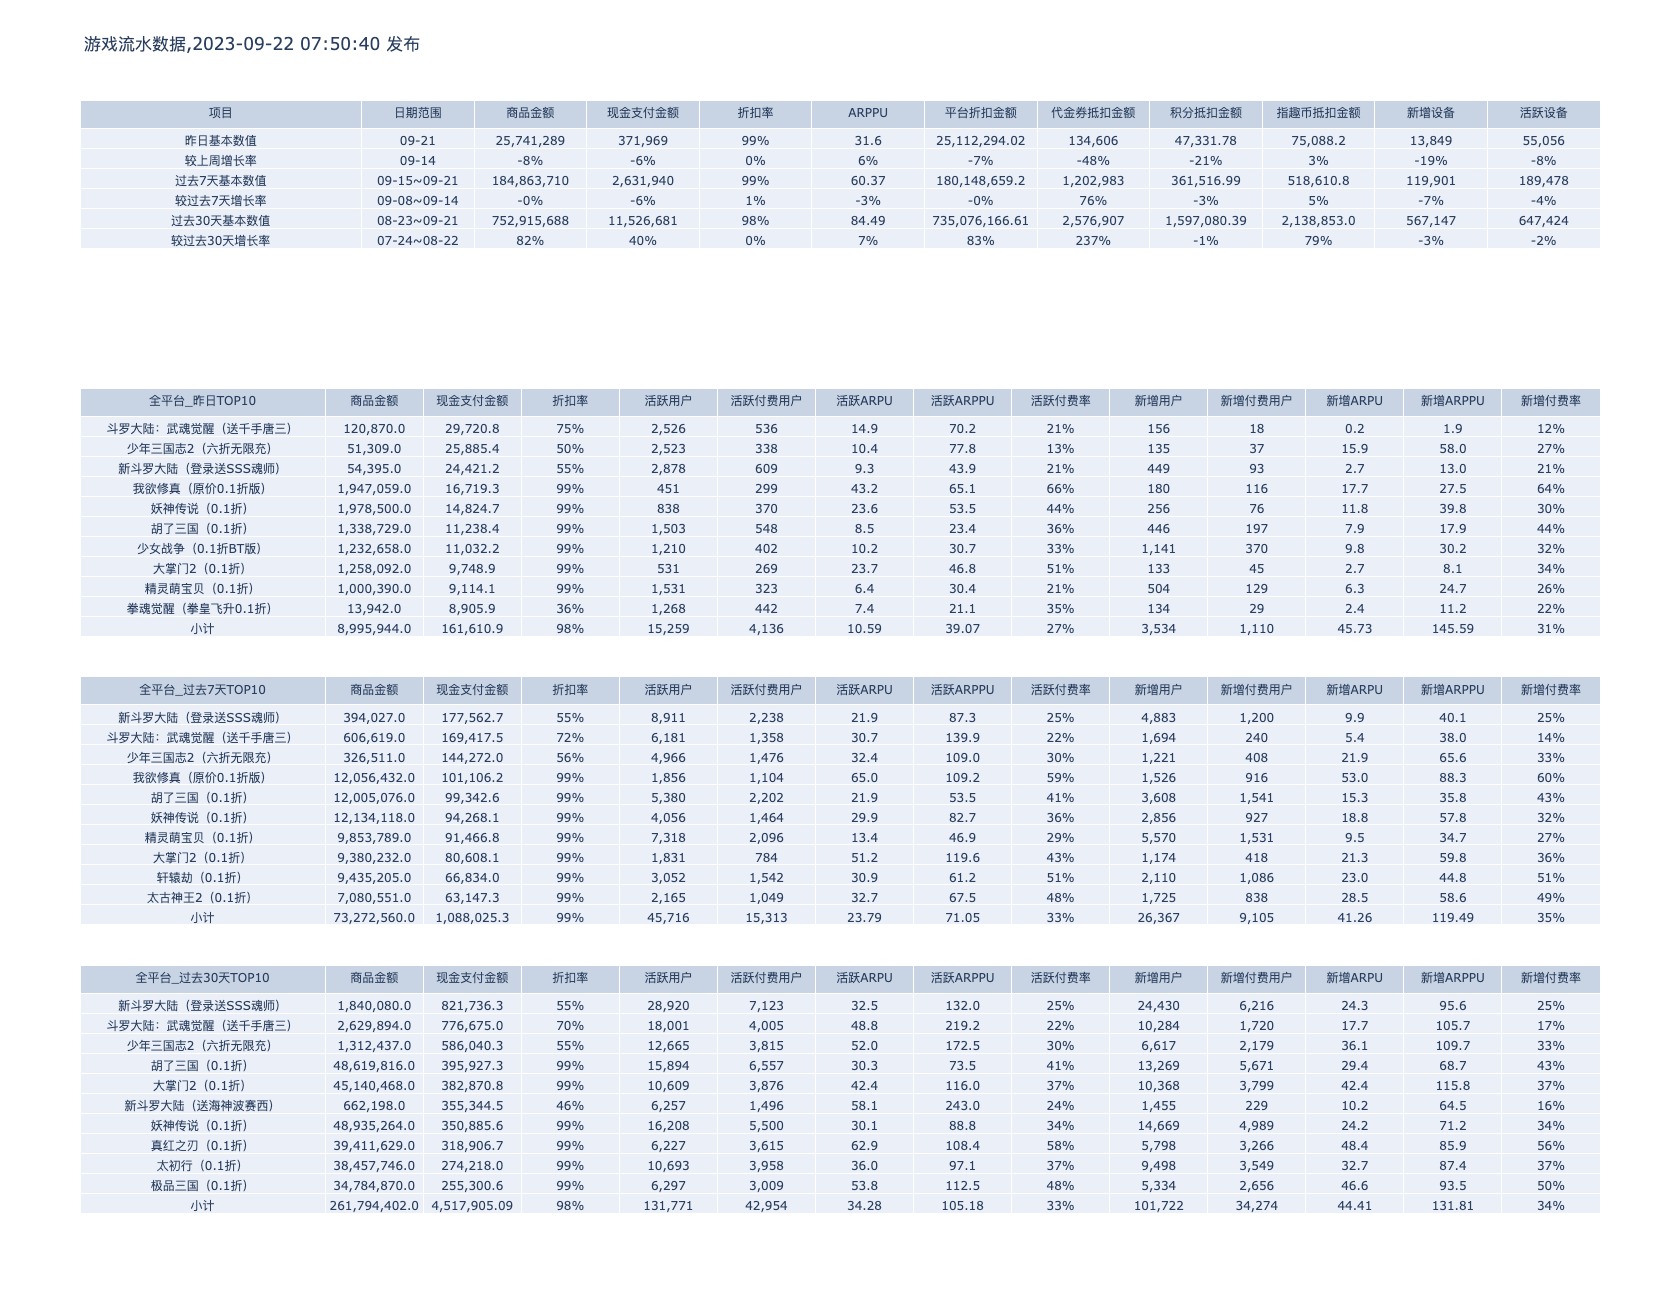 游戏流水数据,2023-09-22 07:50:40 发布
项目 日期范围 商品金额 现金支付金额 折扣率 ARPPU 平台折扣金额 代金券抵扣金额 积分抵扣金额 指趣币抵扣金额 新增设备 活跃设备
昨日基本数值 09-21 25,741,289 371,969 99% 31.6 25,112,294.02 134,606 47,331.78 75,088.2 13,849 55,056
较上周增长率 09-14 -8% -6% 0% 6% -7% -48% -21% 3% -19% -8%
过去7天基本数值 09-15~09-21 184,863,710 2,631,940 99% 60.37 180,148,659.2 1,202,983 361,516.99 518,610.8 119,901 189,478
较过去7天增长率 09-08~09-14 -0% -6% 1% -3% -0% 76% -3% 5% -7% -4%
过去30天基本数值 08-23~09-21 752,915,688 11,526,681 98% 84.49 735,076,166.61 2,576,907 1,597,080.39 2,138,853.0 567,147 647,424
较过去30天增长率 07-24~08-22 82% 40% 0% 7% 83% 237% -1% 79% -3% -2%
全平台_昨日TOP10 商品金额 现金支付金额 折扣率 活跃用户 活跃付费用户 活跃ARPU 活跃ARPPU 活跃付费率 新增用户 新增付费用户 新增ARPU 新增ARPPU 新增付费率
斗罗大陆：武魂觉醒（送千手唐三） 120,870.0 29,720.8 75% 2,526 536 14.9 70.2 21% 156 18 0.2 1.9 12%
少年三国志2（六折无限充） 51,309.0 25,885.4 50% 2,523 338 10.4 77.8 13% 135 37 15.9 58.0 27%
新斗罗大陆（登录送SSS魂师） 54,395.0 24,421.2 55% 2,878 609 9.3 43.9 21% 449 93 2.7 13.0 21%
我欲修真（原价0.1折版） 1,947,059.0 16,719.3 99% 451 299 43.2 65.1 66% 180 116 17.7 27.5 64%
妖神传说（0.1折） 1,978,500.0 14,824.7 99% 838 370 23.6 53.5 44% 256 76 11.8 39.8 30%
胡了三国（0.1折） 1,338,729.0 11,238.4 99% 1,503 548 8.5 23.4 36% 446 197 7.9 17.9 44%
少女战争（0.1折BT版） 1,232,658.0 11,032.2 99% 1,210 402 10.2 30.7 33% 1,141 370 9.8 30.2 32%
大掌门2（0.1折） 1,258,092.0 9,748.9 99% 531 269 23.7 46.8 51% 133 45 2.7 8.1 34%
精灵萌宝贝（0.1折） 1,000,390.0 9,114.1 99% 1,531 323 6.4 30.4 21% 504 129 6.3 24.7 26%
拳魂觉醒（拳皇飞升0.1折） 13,942.0 8,905.9 36% 1,268 442 7.4 21.1 35% 134 29 2.4 11.2 22%
小计 8,995,944.0 161,610.9 98% 15,259 4,136 10.59 39.07 27% 3,534 1,110 45.73 145.59 31%
全平台_过去7天TOP10 商品金额 现金支付金额 折扣率 活跃用户 活跃付费用户 活跃ARPU 活跃ARPPU 活跃付费率 新增用户 新增付费用户 新增ARPU 新增ARPPU 新增付费率
新斗罗大陆（登录送SSS魂师） 394,027.0 177,562.7 55% 8,911 2,238 21.9 87.3 25% 4,883 1,200 9.9 40.1 25%
斗罗大陆：武魂觉醒（送千手唐三） 606,619.0 169,417.5 72% 6,181 1,358 30.7 139.9 22% 1,694 240 5.4 38.0 14%
少年三国志2（六折无限充） 326,511.0 144,272.0 56% 4,966 1,476 32.4 109.0 30% 1,221 408 21.9 65.6 33%
我欲修真（原价0.1折版） 12,056,432.0 101,106.2 99% 1,856 1,104 65.0 109.2 59% 1,526 916 53.0 88.3 60%
胡了三国（0.1折） 12,005,076.0 99,342.6 99% 5,380 2,202 21.9 53.5 41% 3,608 1,541 15.3 35.8 43%
妖神传说（0.1折） 12,134,118.0 94,268.1 99% 4,056 1,464 29.9 82.7 36% 2,856 927 18.8 57.8 32%
精灵萌宝贝（0.1折） 9,853,789.0 91,466.8 99% 7,318 2,096 13.4 46.9 29% 5,570 1,531 9.5 34.7 27%
大掌门2（0.1折） 9,380,232.0 80,608.1 99% 1,831 784 51.2 119.6 43% 1,174 418 21.3 59.8 36%
轩辕劫（0.1折） 9,435,205.0 66,834.0 99% 3,052 1,542 30.9 61.2 51% 2,110 1,086 23.0 44.8 51%
太古神王2（0.1折） 7,080,551.0 63,147.3 99% 2,165 1,049 32.7 67.5 48% 1,725 838 28.5 58.6 49%
小计 73,272,560.0 1,088,025.3 99% 45,716 15,313 23.79 71.05 33% 26,367 9,105 41.26 119.49 35%
全平台_过去30天TOP10 商品金额 现金支付金额 折扣率 活跃用户 活跃付费用户 活跃ARPU 活跃ARPPU 活跃付费率 新增用户 新增付费用户 新增ARPU 新增ARPPU 新增付费率
新斗罗大陆（登录送SSS魂师） 1,840,080.0 821,736.3 55% 28,920 7,123 32.5 132.0 25% 24,430 6,216 24.3 95.6 25%
斗罗大陆：武魂觉醒（送千手唐三） 2,629,894.0 776,675.0 70% 18,001 4,005 48.8 219.2 22% 10,284 1,720 17.7 105.7 17%
少年三国志2（六折无限充） 1,312,437.0 586,040.3 55% 12,665 3,815 52.0 172.5 30% 6,617 2,179 36.1 109.7 33%
胡了三国（0.1折） 48,619,816.0 395,927.3 99% 15,894 6,557 30.3 73.5 41% 13,269 5,671 29.4 68.7 43%
大掌门2（0.1折） 45,140,468.0 382,870.8 99% 10,609 3,876 42.4 116.0 37% 10,368 3,799 42.4 115.8 37%
新斗罗大陆（送海神波赛西） 662,198.0 355,344.5 46% 6,257 1,496 58.1 243.0 24% 1,455 229 10.2 64.5 16%
妖神传说（0.1折） 48,935,264.0 350,885.6 99% 16,208 5,500 30.1 88.8 34% 14,669 4,989 24.2 71.2 34%
真红之刃（0.1折） 39,411,629.0 318,906.7 99% 6,227 3,615 62.9 108.4 58% 5,798 3,266 48.4 85.9 56%
太初行（0.1折） 38,457,746.0 274,218.0 99% 10,693 3,958 36.0 97.1 37% 9,498 3,549 32.7 87.4 37%
极品三国（0.1折） 34,784,870.0 255,300.6 99% 6,297 3,009 53.8 112.5 48% 5,334 2,656 46.6 93.5 50%
小计 261,794,402.0 4,517,905.09 98% 131,771 42,954 34.28 105.18 33% 101,722 34,274 44.41 131.81 34%